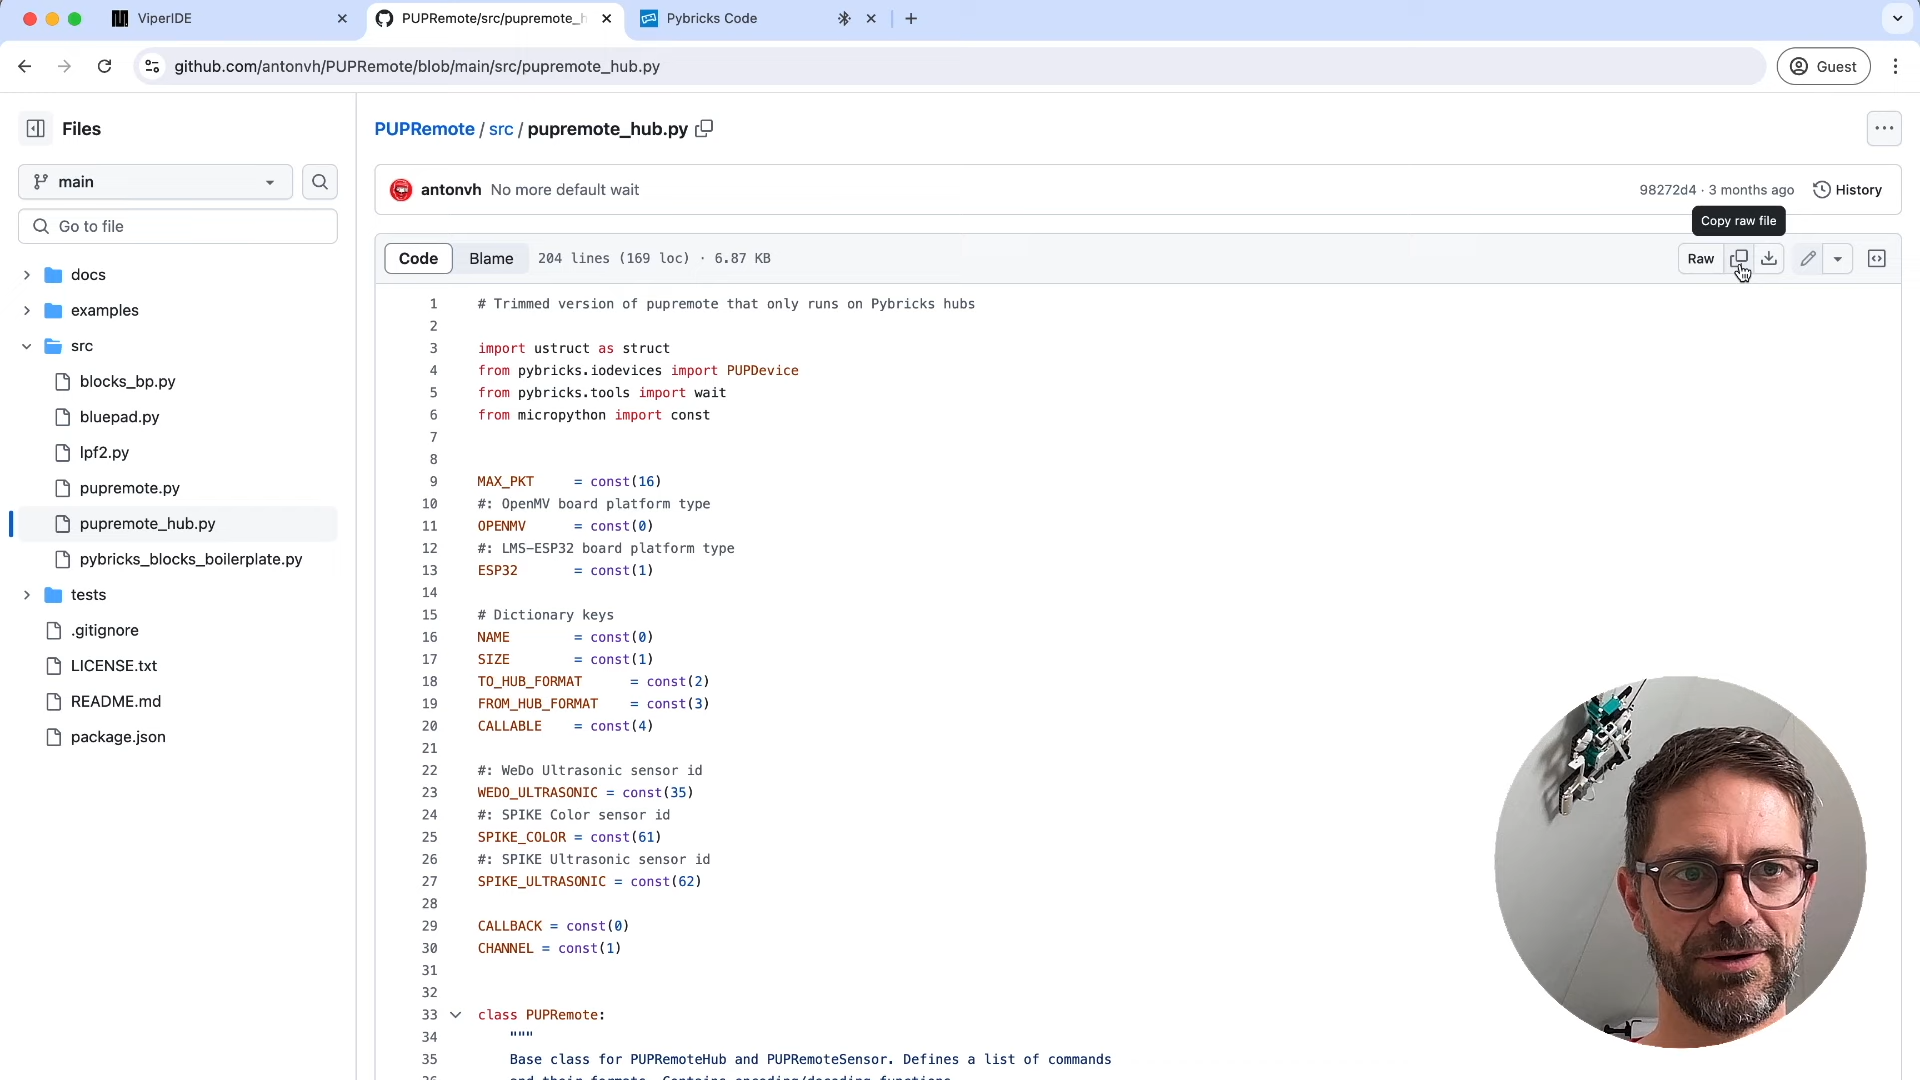 ViperIDE
PUPRemote/src/pupremote_h
Pybricks Code
github.com/antonvh/PUPRemote/blob/main/src/pupremote_hub.py
Guest
Files
main
Go to file
docs
examples
src
blocks_bp.py
bluepad.py
lpf2.py
pupremote.py
pupremote_hub.py
pybricks_blocks_boilerplate.py
tests
.gitignore
LICENSE.txt
README.md
package.json
PUPRemote / src / pupremote_hub.py
antonvh No more default wait
98272d4 · 3 months ago
History
Copy raw file
Code Blame 204 lines (169 loc) · 6.87 KB
Raw
1 # Trimmed version of pupremote that only runs on Pybricks hubs
2
3 import ustruct as struct
4 from pybricks.iodevices import PUPDevice
5 from pybricks.tools import wait
6 from micropython import const
7
8
9 MAX_PKT = const(16)
10 #: OpenMV board platform type
11 OPENMV = const(0)
12 #: LMS-ESP32 board platform type
13 ESP32 = const(1)
14
15 # Dictionary keys
16 NAME = const(0)
17 SIZE = const(1)
18 TO_HUB_FORMAT = const(2)
19 FROM_HUB_FORMAT = const(3)
20 CALLABLE = const(4)
21
22 #: WeDo Ultrasonic sensor id
23 WEDO_ULTRASONIC = const(35)
24 #: SPIKE Color sensor id
25 SPIKE_COLOR = const(61)
26 #: SPIKE Ultrasonic sensor id
27 SPIKE_ULTRASONIC = const(62)
28
29 CALLBACK = const(0)
30 CHANNEL = const(1)
31
32
33 class PUPRemote:
34 """
35 Base class for PUPRemoteHub and PUPRemoteSensor. Defines a list of commands